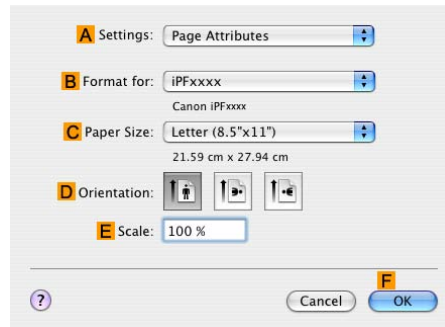 A Settings: Page Attributes
B Format for: iPFxxxx
Canon iPFxxxx
C Paper Size: Letter (8.5"x11")
21.59 cm x 27.94 cm
D Orientation:
E Scale: 100 %
F
? Cancel OK